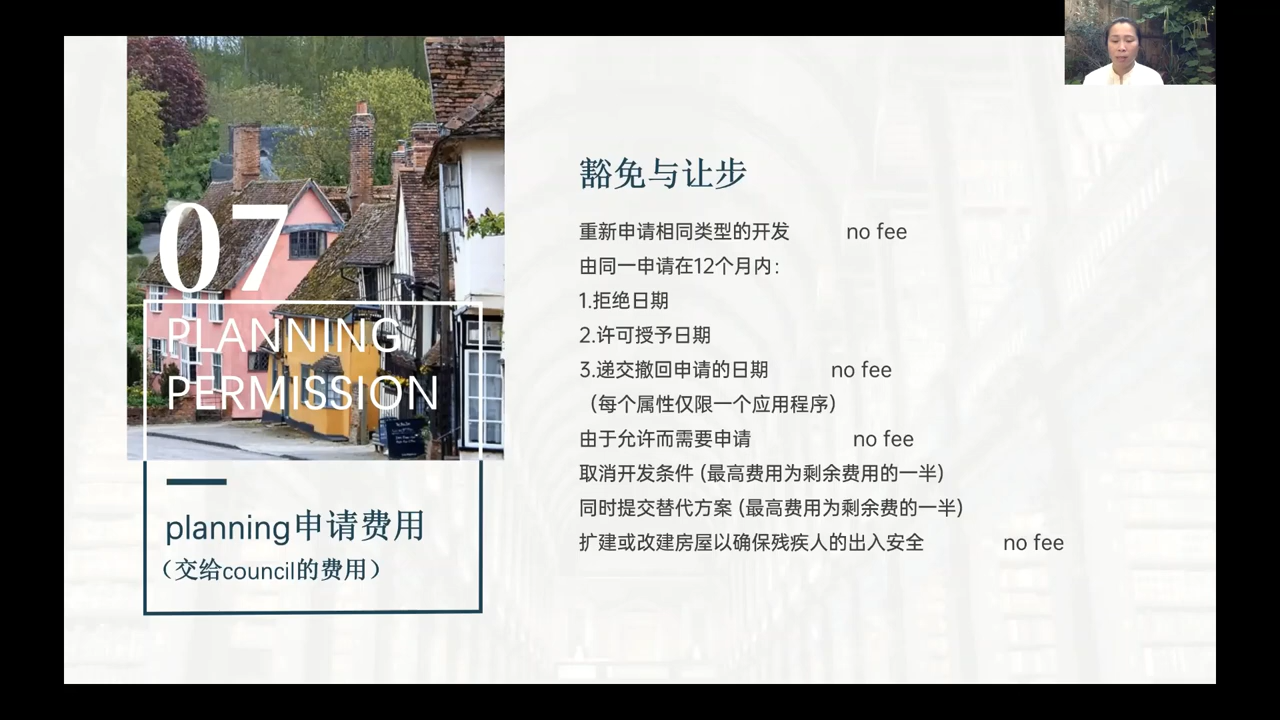 07
PLANNING
PERMISSION
planning申请费用
（交给council的费用）
豁免与让步
重新申请相同类型的开发 no fee
由同一申请在12个月内：
1.拒绝日期
2.许可授予日期
3.递交撤回申请的日期 no fee
（每个属性仅限一个应用程序）
由于允许而需要申请 no fee
取消开发条件 (最高费用为剩余费用的一半)
同时提交替代方案 (最高费用为剩余费的一半)
扩建或改建房屋以确保残疾人的出入安全 no fee